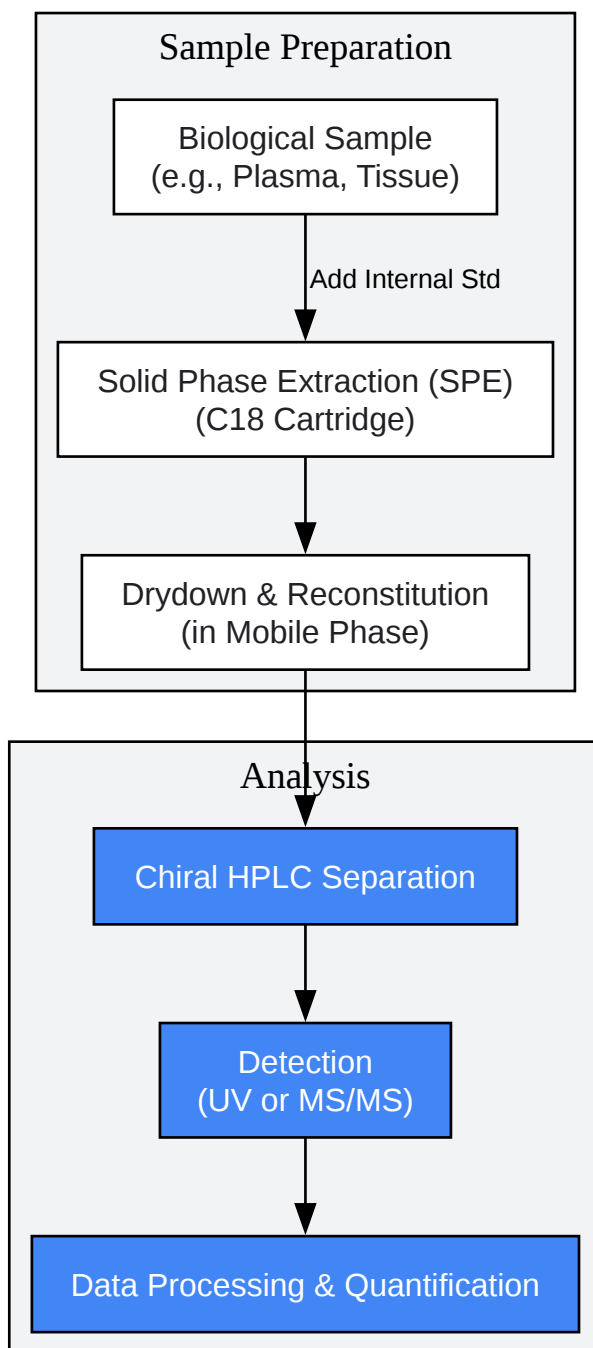 Sample Preparation
Biological Sample
(e.g., Plasma, Tissue)
Add Internal Std
Solid Phase Extraction (SPE)
(C18 Cartridge)
Drydown & Reconstitution
(in Mobile Phase)
Analysis
Chiral HPLC Separation
Detection
(UV or MS/MS)
Data Processing & Quantification